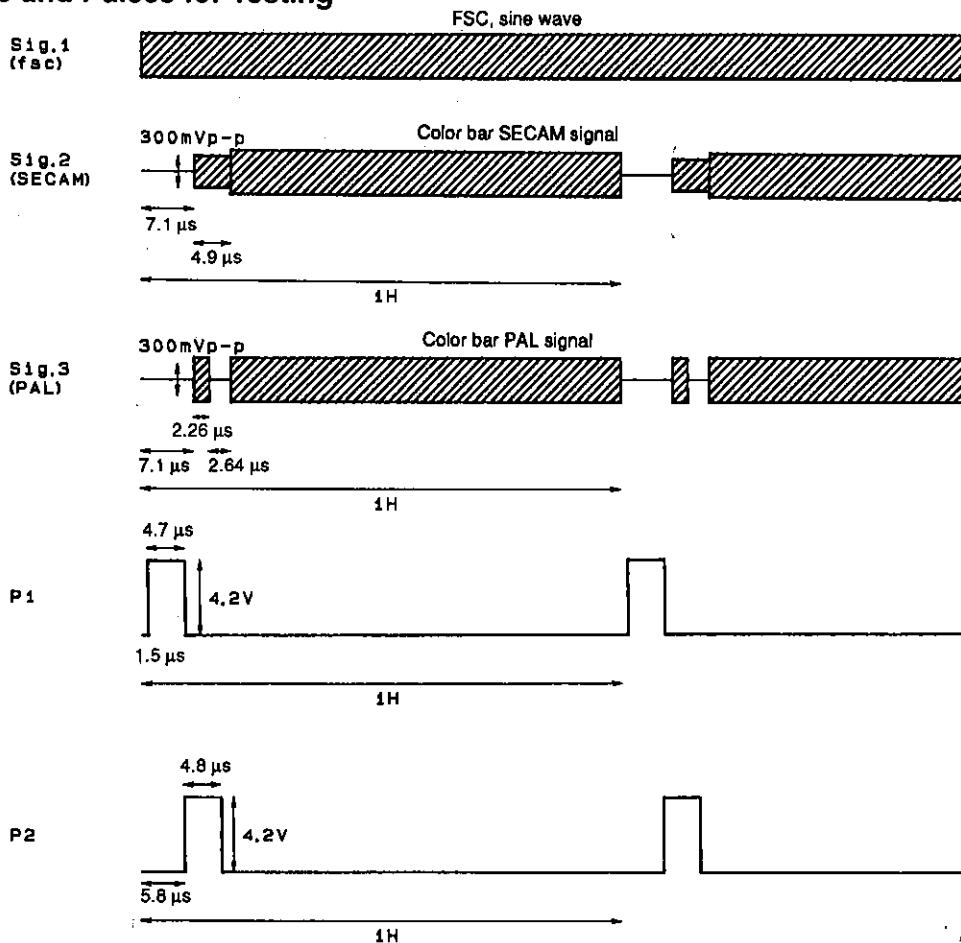 and Pulses for Testing
FSC, sine wave
Sig.1
(fsc)
300mVp-p
Color bar SECAM signal
Sig.2
(SECAM)
7.1 µs
4.9 µs
1H
300mVp-p
Color bar PAL signal
Sig.3
(PAL)
2.26 µs
7.1 µs
2.64 µs
1H
4.7 µs
P1
4.2V
1.5 µs
1H
4.8 µs
P2
4.2V
5.8 µs
1H